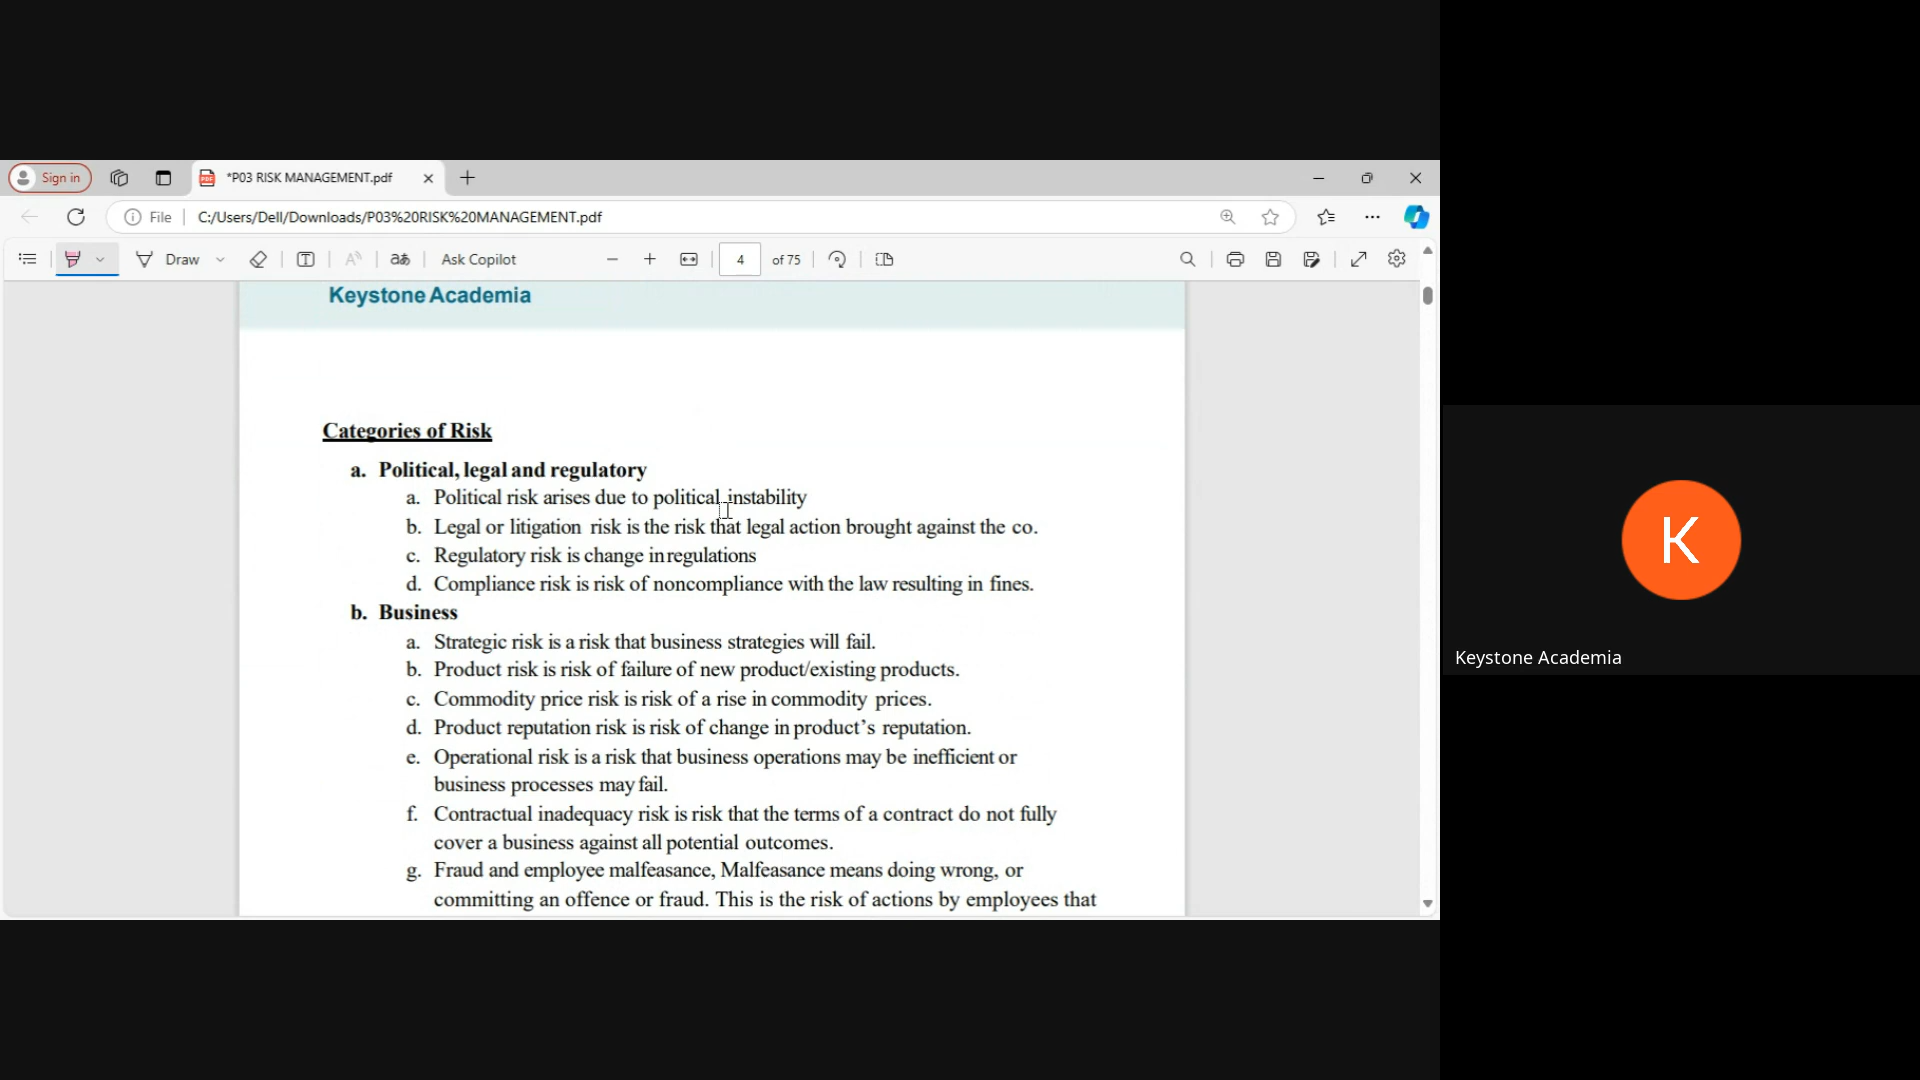 Sign in
*P03 RISK MANAGEMENT.pdf
File
C:/Users/Dell/Downloads/P03%20RISK%20MANAGEMENT.pdf
Draw
Ask Copilot
4 of 75
Keystone Academia
Categories of Risk
a. Political, legal and regulatory
a. Political risk arises due to political instability
b. Legal or litigation risk is the risk that legal action brought against the co.
c. Regulatory risk is change in regulations
d. Compliance risk is risk of noncompliance with the law resulting in fines.
b. Business
a. Strategic risk is a risk that business strategies will fail.
b. Product risk is risk of failure of new product/existing products.
c. Commodity price risk is risk of a rise in commodity prices.
d. Product reputation risk is risk of change in product’s reputation.
e. Operational risk is a risk that business operations may be inefficient or
business processes may fail.
f. Contractual inadequacy risk is risk that the terms of a contract do not fully
cover a business against all potential outcomes.
g. Fraud and employee malfeasance, Malfeasance means doing wrong, or
committing an offence or fraud. This is the risk of actions by employees that
K
Keystone Academia